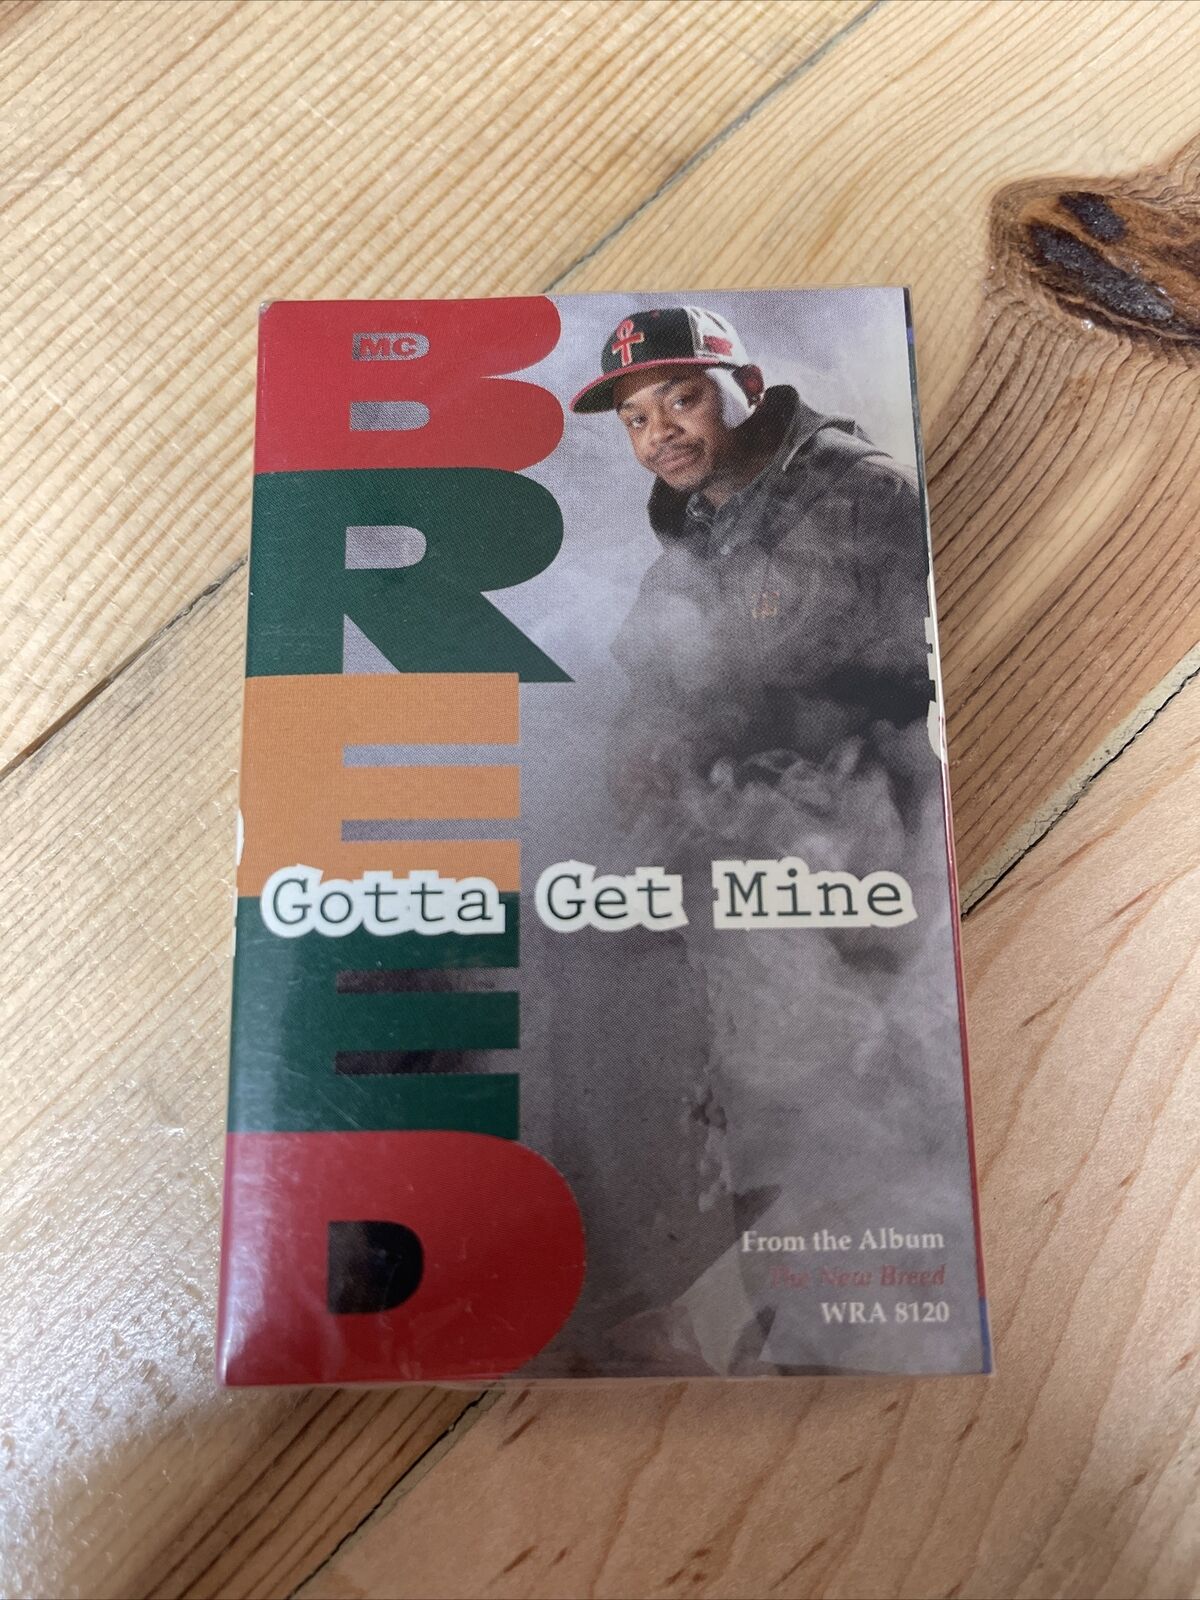 MC
BREED
Gotta Get Mine
From the Album
The New Breed
WRA 8120